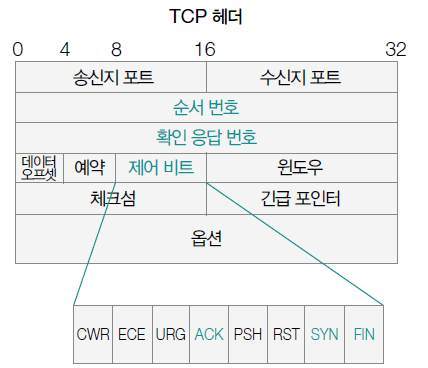 TCP 헤더
0 4 8 16 32
송신지 포트 수신지 포트
순서 번호
확인 응답 번호
데이터 오프셋 예약 제어 비트 윈도우
체크섬 긴급 포인터
옵션
CWR ECE URG ACK PSH RST SYN FIN